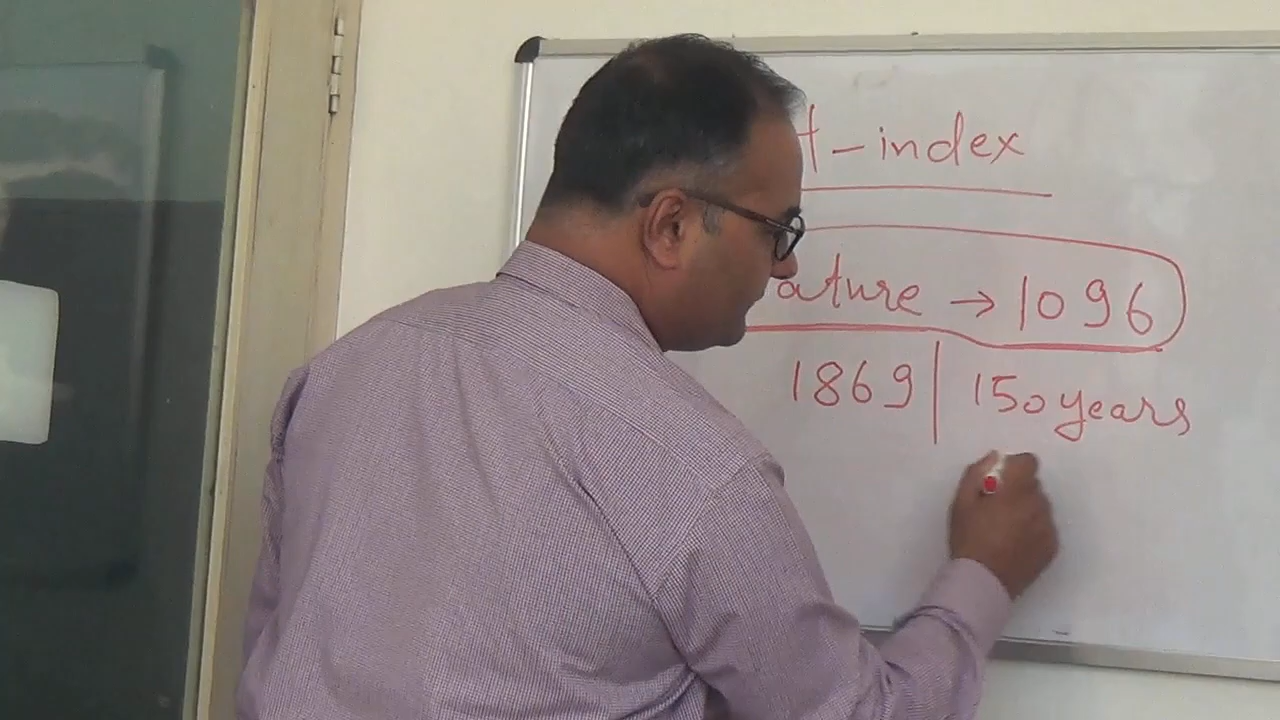 H-index
ature → 1096
1869 | 150 years